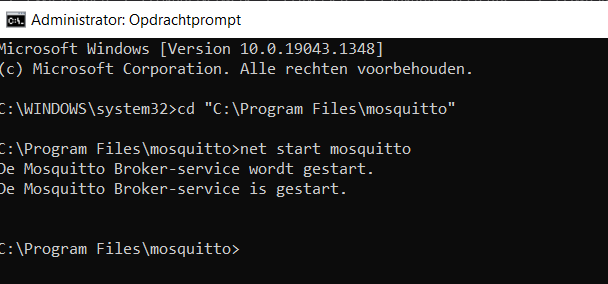 Administrator: Opdrachtprompt
Microsoft Windows [Version 10.0.19043.1348]
(c) Microsoft Corporation. Alle rechten voorbehouden.
C:\WINDOWS\system32>cd "C:\Program Files\mosquitto"
C:\Program Files\mosquitto>net start mosquitto
De Mosquitto Broker-service wordt gestart.
De Mosquitto Broker-service is gestart.
C:\Program Files\mosquitto>